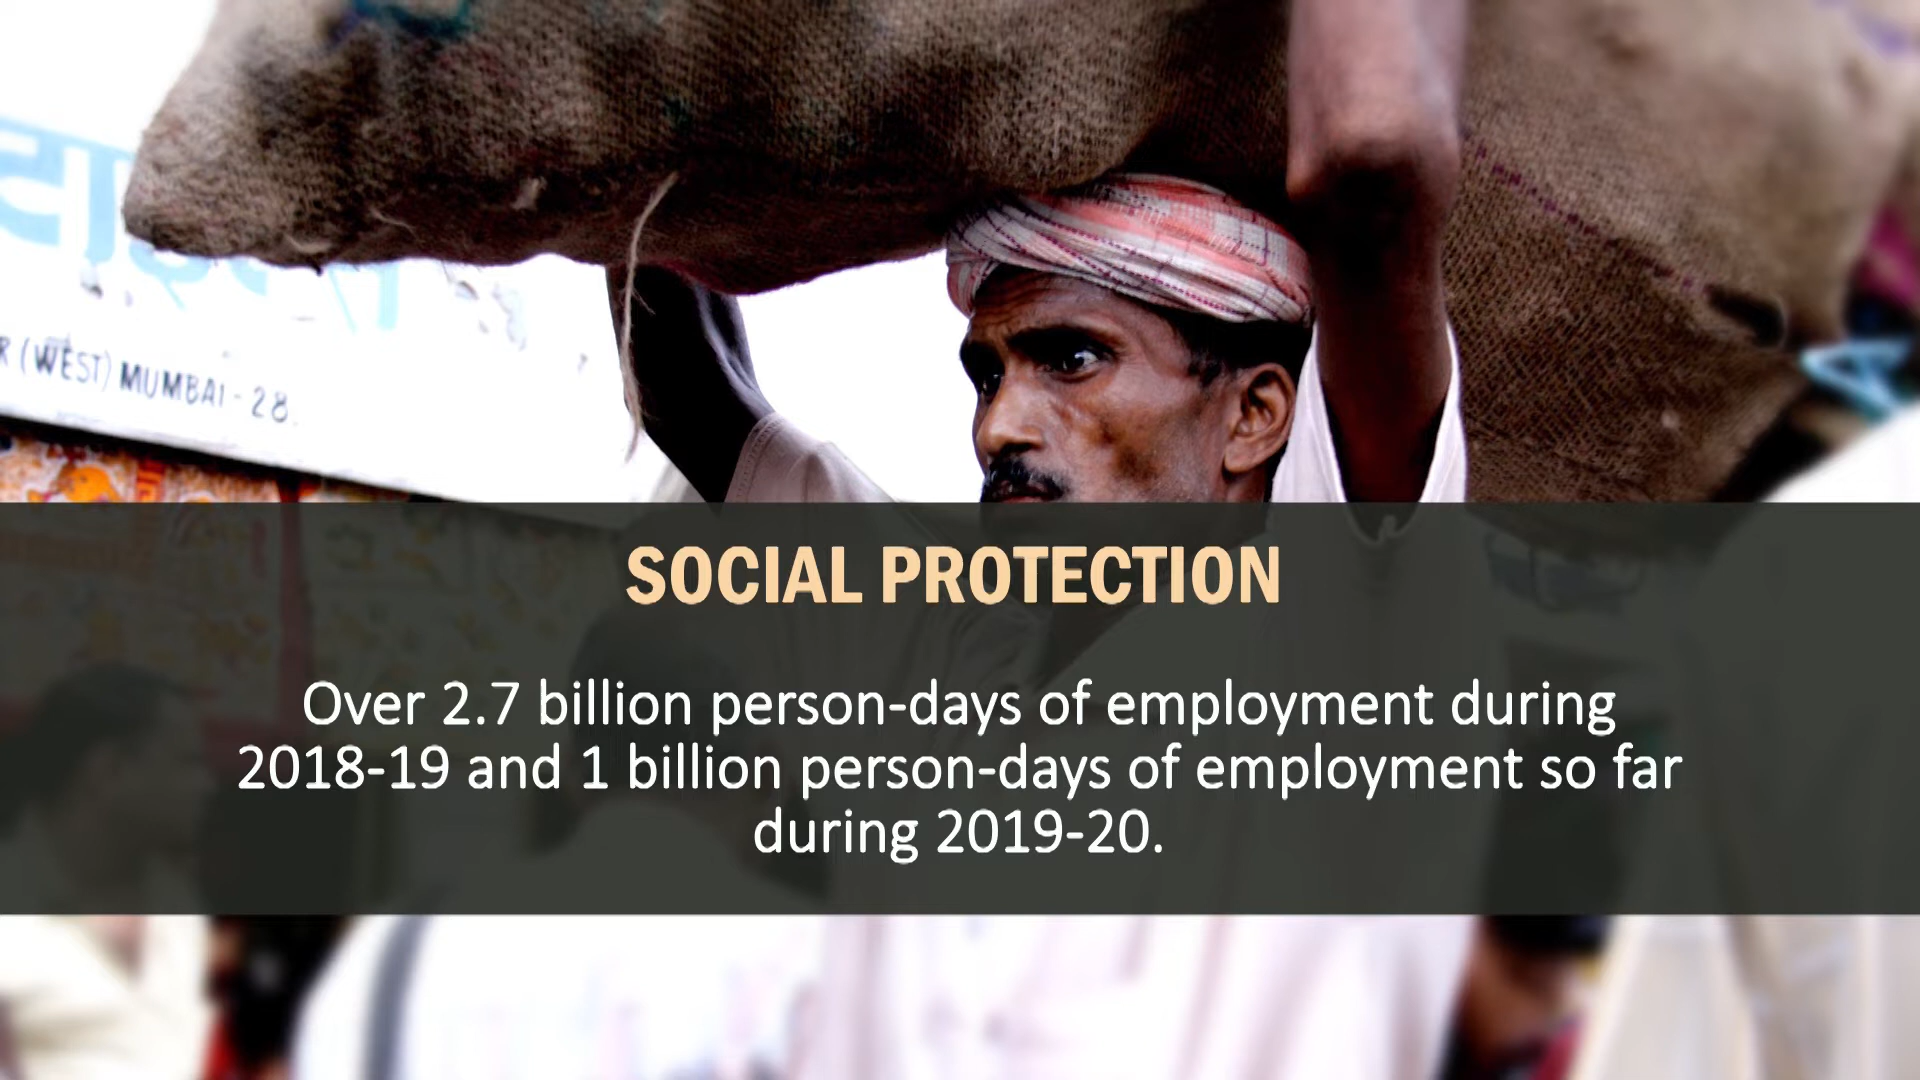 R (WEST) MUMBAI - 28.
SOCIAL PROTECTION
Over 2.7 billion person-days of employment during
2018-19 and 1 billion person-days of employment so far
during 2019-20.